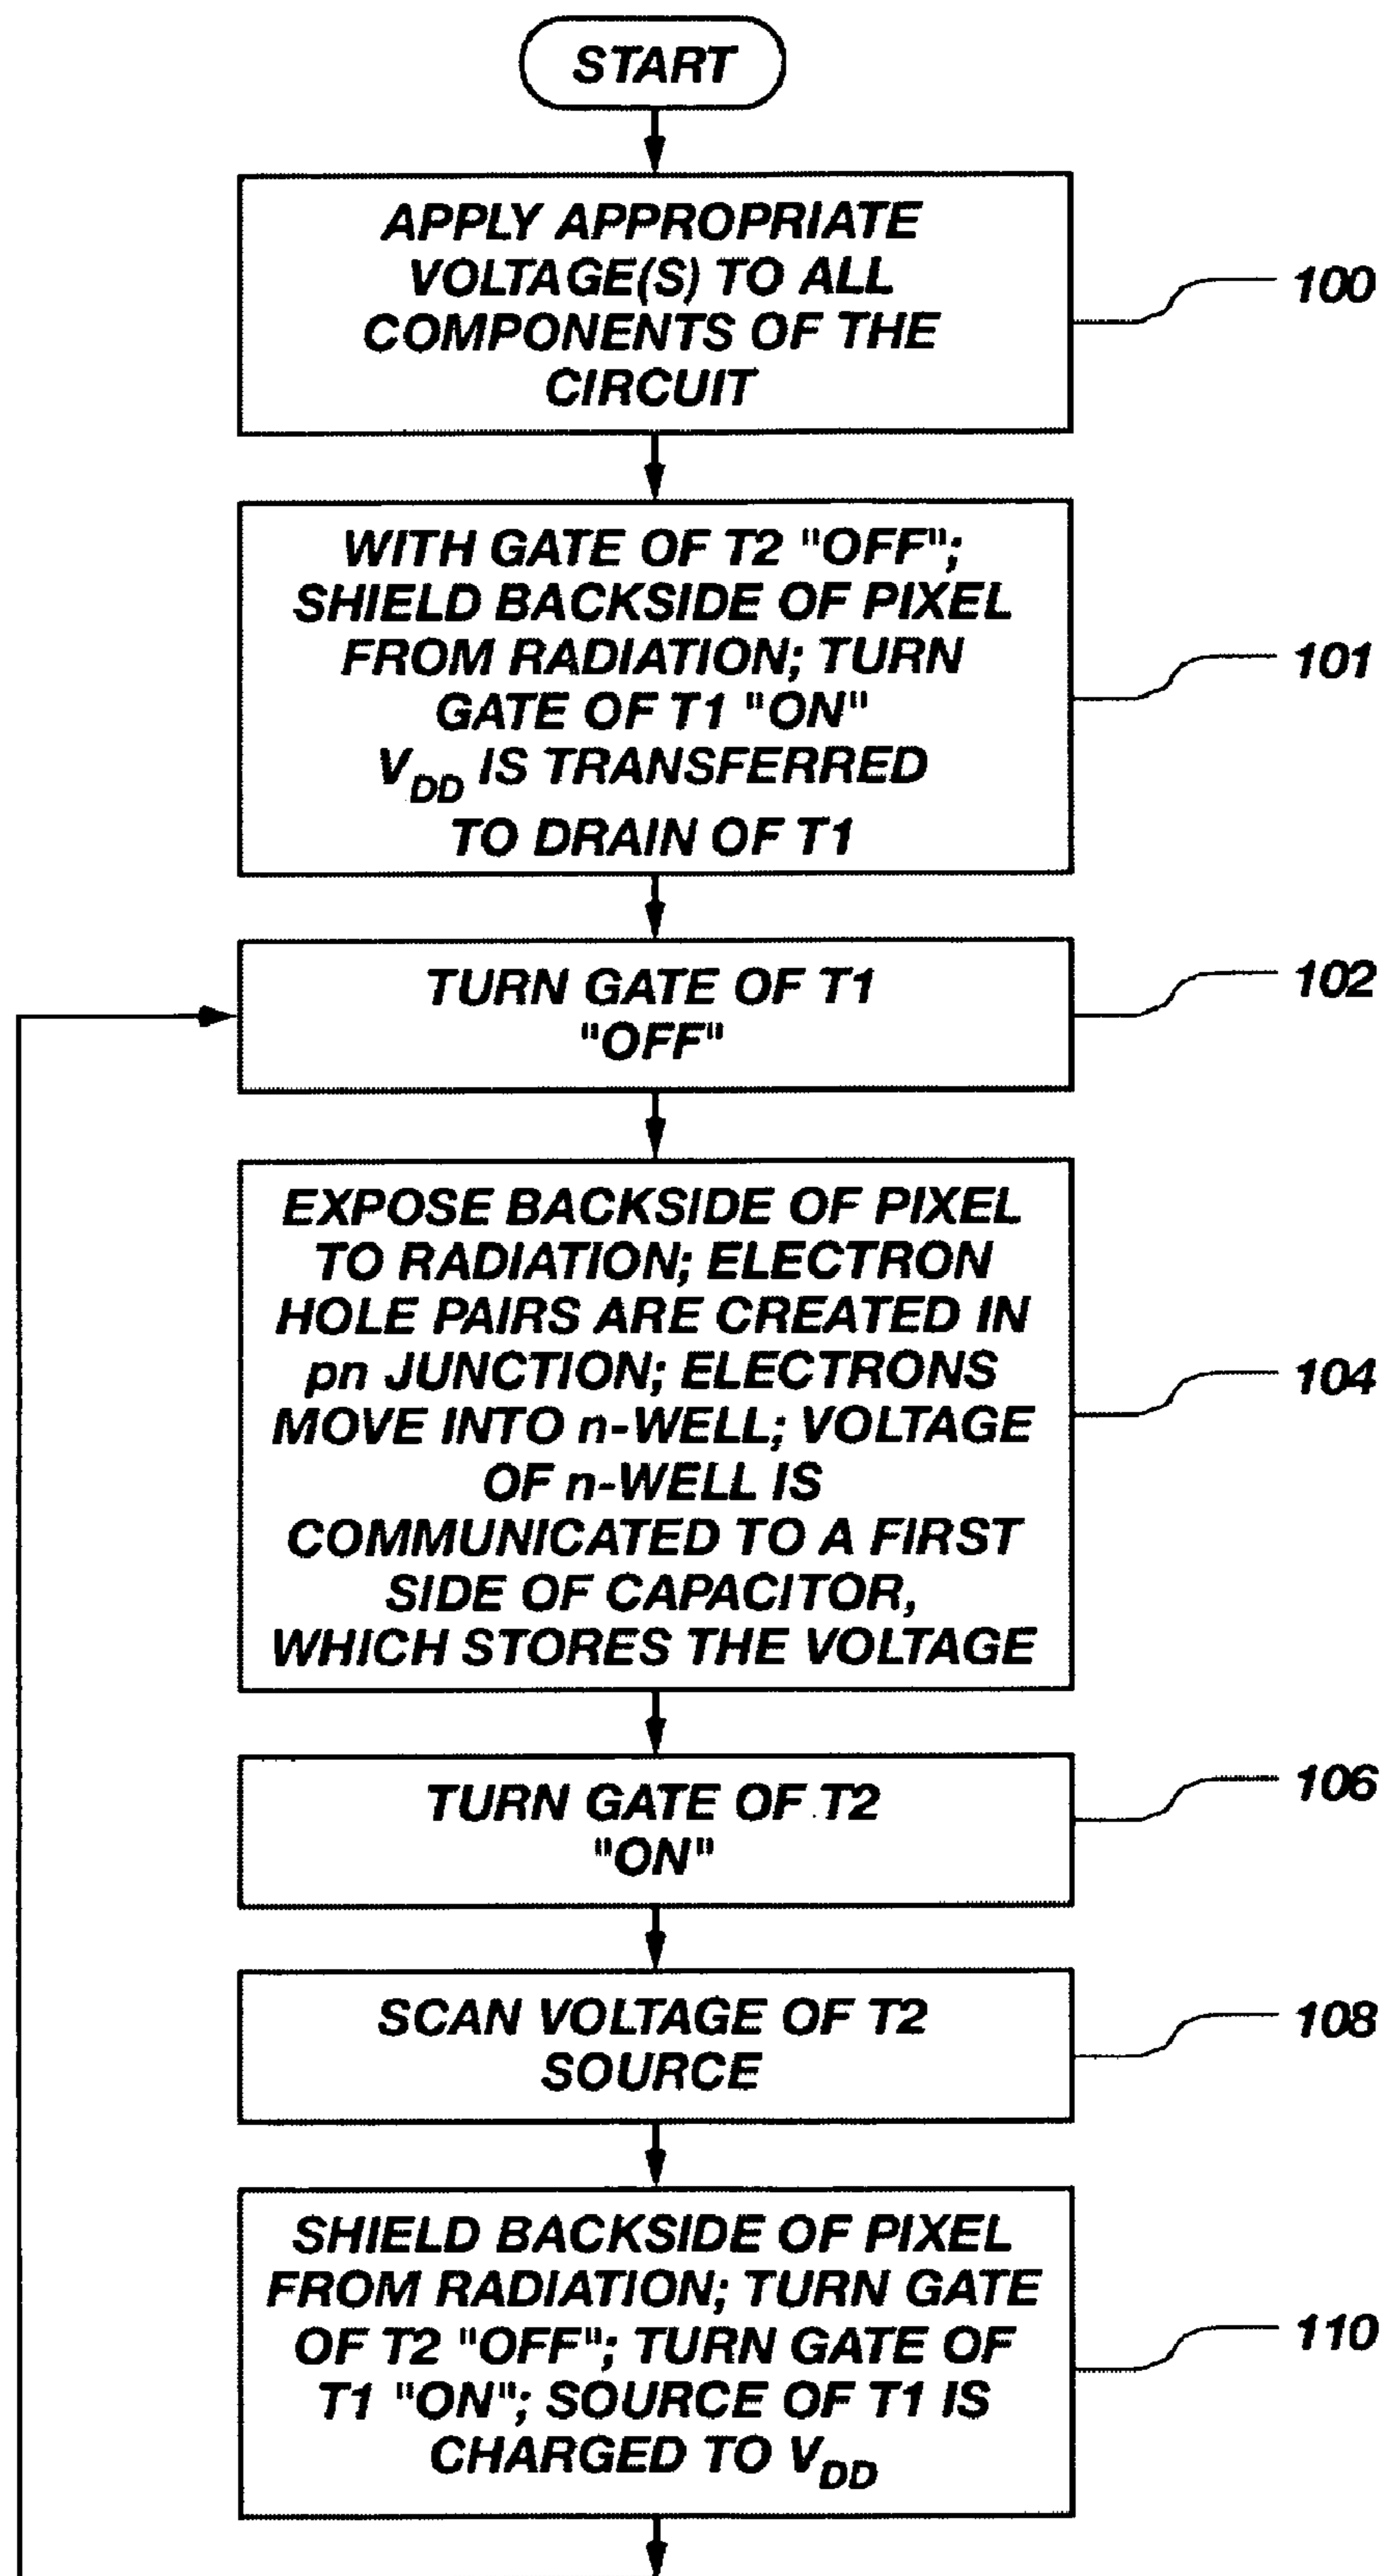 START
APPLY APPROPRIATE
VOLTAGE(S) TO ALL
COMPONENTS OF THE
CIRCUIT
100
WITH GATE OF T2 "OFF";
SHIELD BACKSIDE OF PIXEL
FROM RADIATION; TURN
GATE OF T1 "ON"
VDD IS TRANSFERRED
TO DRAIN OF T1
101
TURN GATE OF T1
"OFF"
102
EXPOSE BACKSIDE OF PIXEL
TO RADIATION; ELECTRON
HOLE PAIRS ARE CREATED IN
pn JUNCTION; ELECTRONS
MOVE INTO n-WELL; VOLTAGE
OF n-WELL IS
COMMUNICATED TO A FIRST
SIDE OF CAPACITOR,
WHICH STORES THE VOLTAGE
104
TURN GATE OF T2
"ON"
106
SCAN VOLTAGE OF T2
SOURCE
108
SHIELD BACKSIDE OF PIXEL
FROM RADIATION; TURN GATE
OF T2 "OFF"; TURN GATE OF
T1 "ON"; SOURCE OF T1 IS
CHARGED TO VDD
110